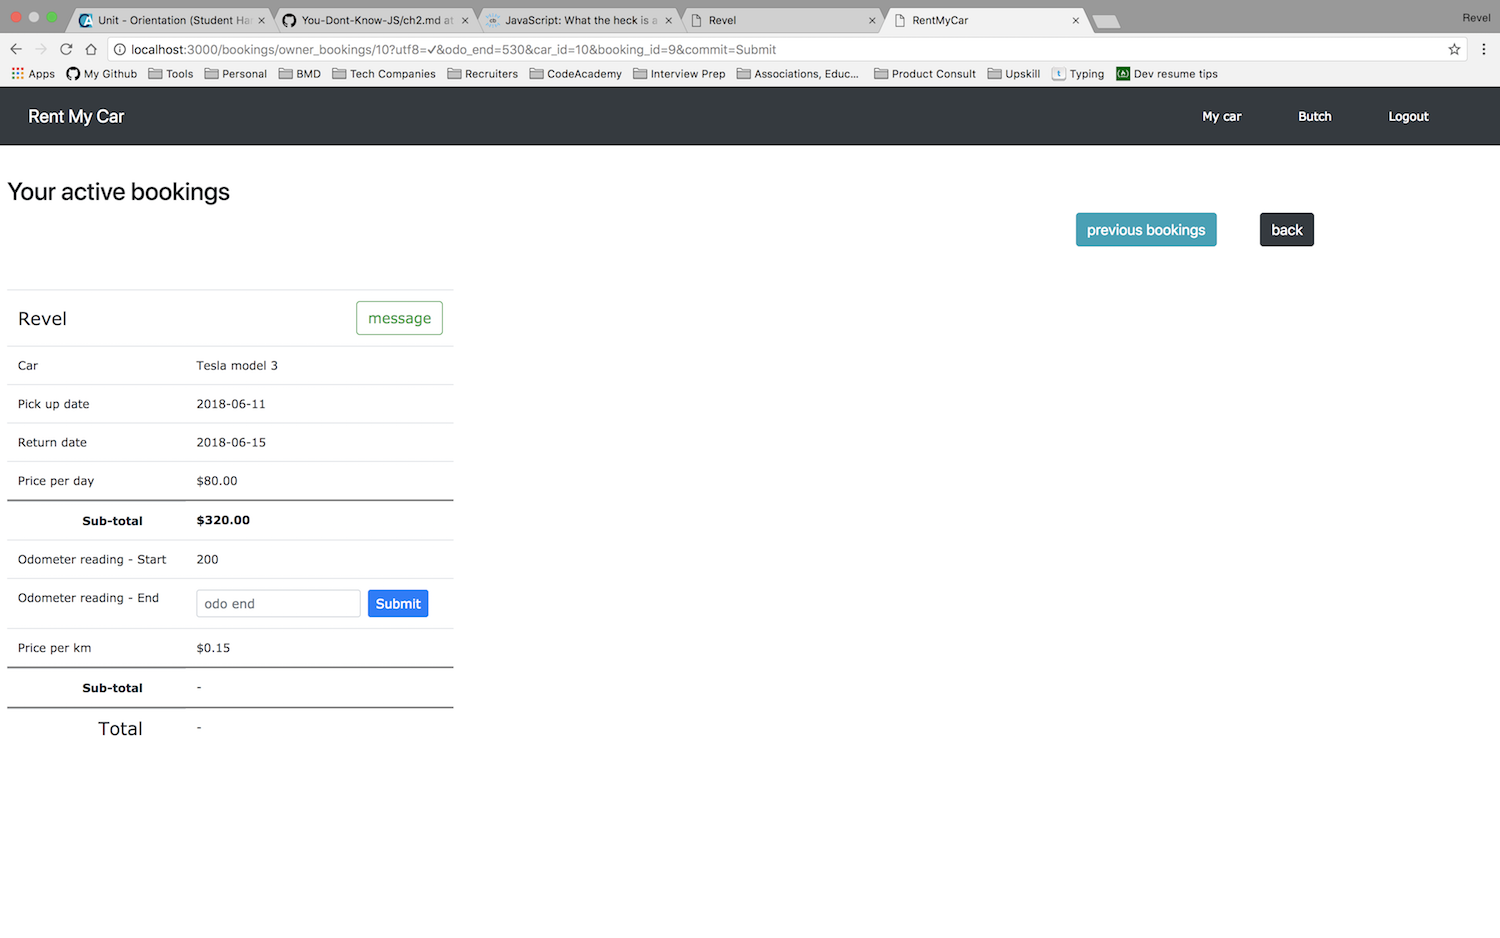 Unit - Orientation (Student Ha
You-Dont-Know-JS/ch2.md at
JavaScript: What the heck is a
Revel
RentMyCar
Revel
localhost:3000/bookings/owner_bookings/10?utf8=✓&odo_end=530&car_id=10&booking_id=9&commit=Submit
Apps My Github Tools Personal BMD Tech Companies Recruiters CodeAcademy Interview Prep Associations, Educ... Product Consult Upskill Typing Dev resume tips
Rent My Car My car Butch Logout
Your active bookings
previous bookings back
Revel message
Car Tesla model 3
Pick up date 2018-06-11
Return date 2018-06-15
Price per day $80.00
Sub-total $320.00
Odometer reading - Start 200
Odometer reading - End odo end Submit
Price per km $0.15
Sub-total -
Total -